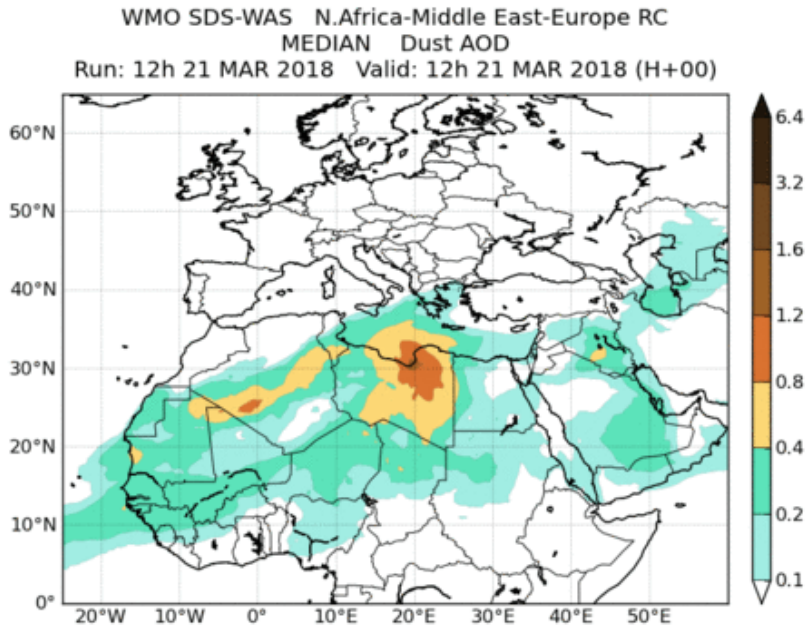 WMO SDS-WAS N.Africa-Middle East-Europe RC
MEDIAN Dust AOD
Run: 12h 21 MAR 2018 Valid: 12h 21 MAR 2018 (H+00)
60°N
50°N
40°N
30°N
20°N
10°N
0°
20°W
10°W
0°
10°E
20°E
30°E
40°E
50°E
6.4
3.2
1.6
1.2
0.8
0.4
0.2
0.1